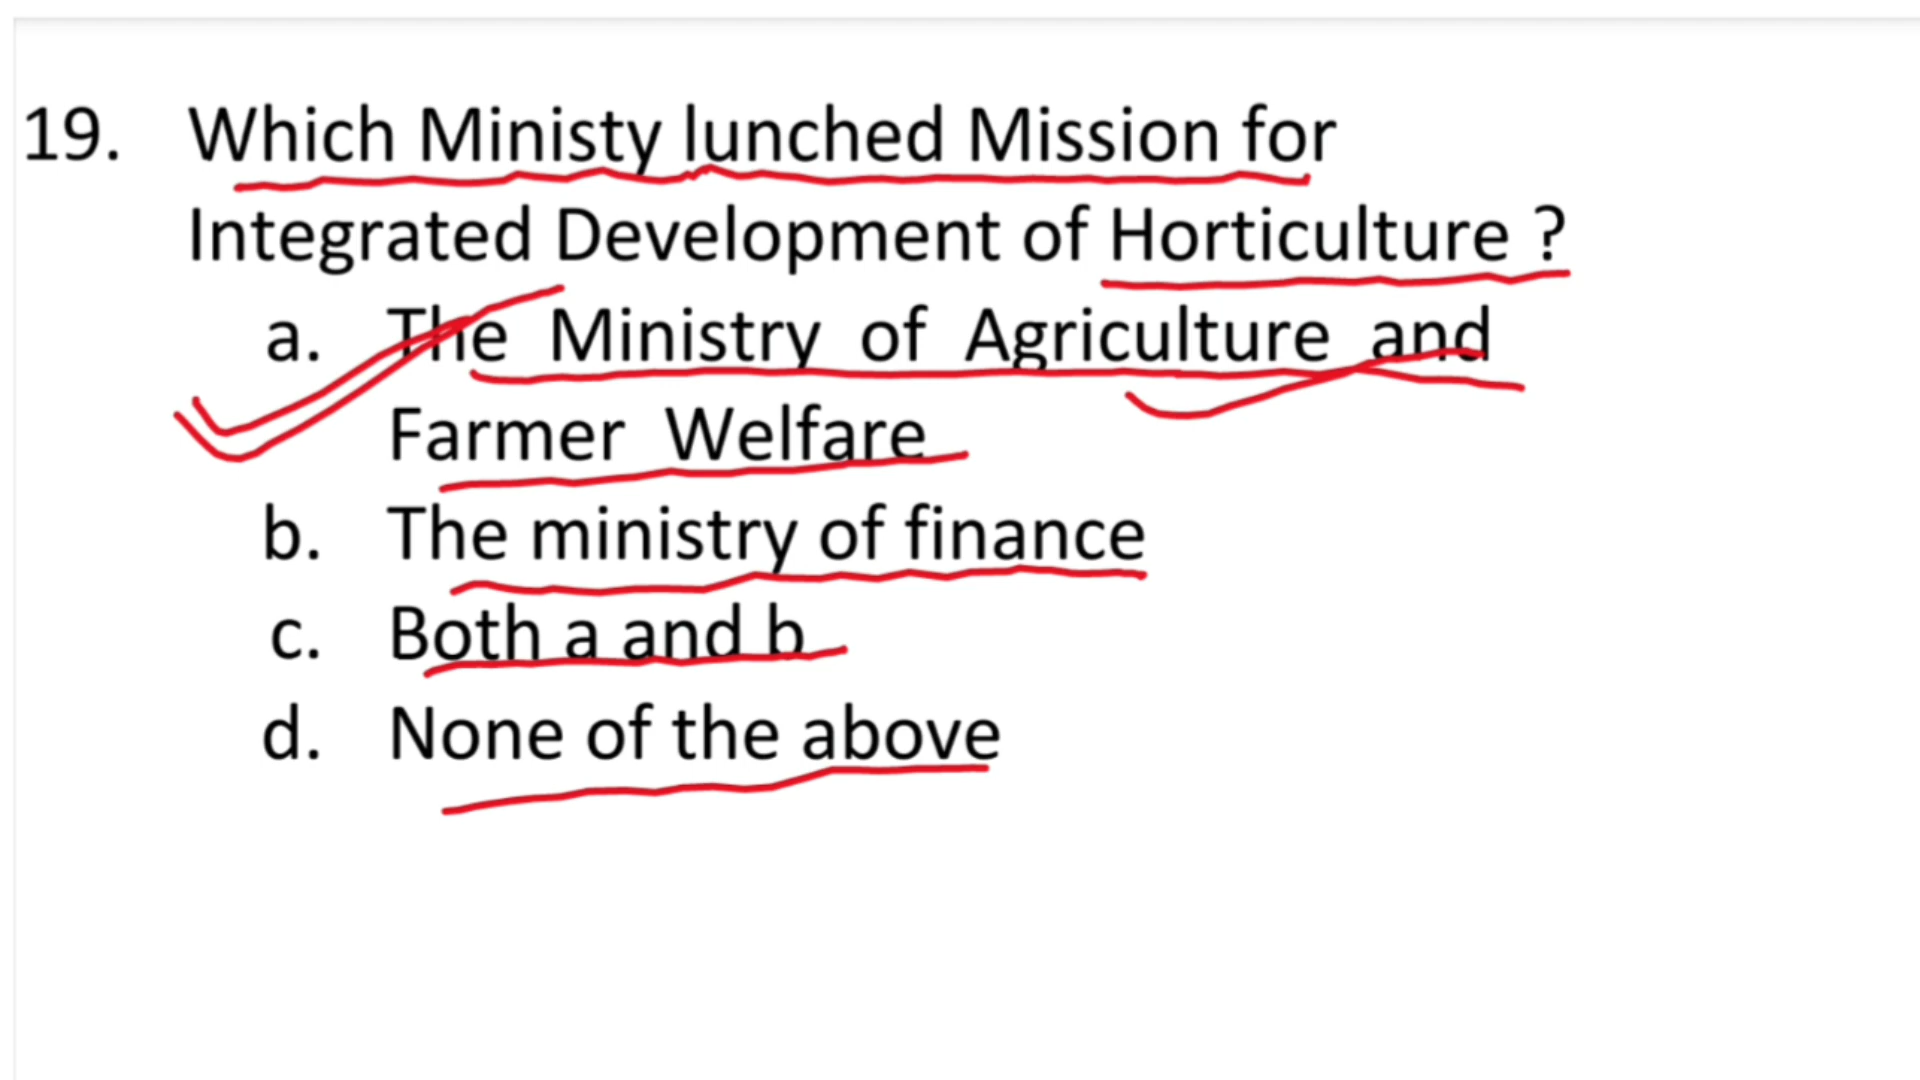 19. Which Ministy lunched Mission for
Integrated Development of Horticulture ?
a. The Ministry of Agriculture and
Farmer Welfare
b. The ministry of finance
c. Both a and b
d. None of the above